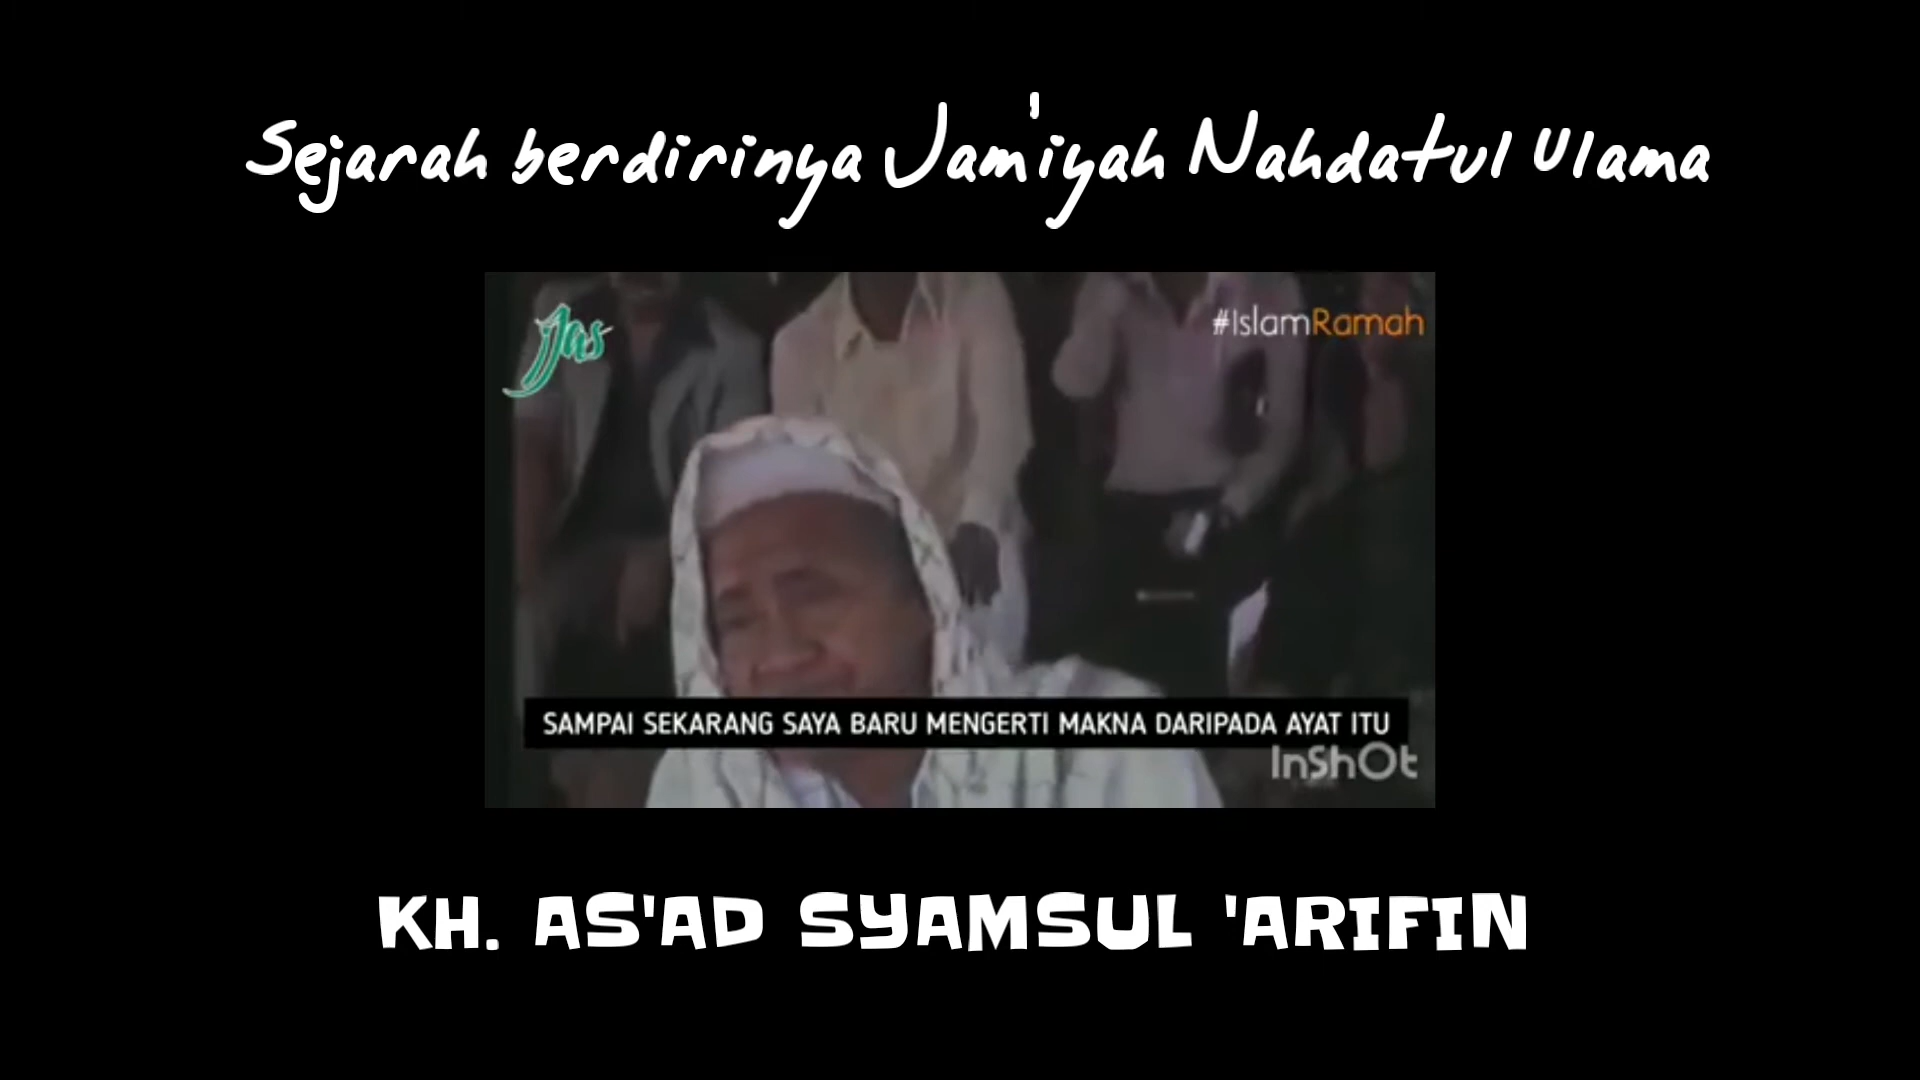 Sejarah berdirinya Jam'iyah Nahdatul Ulama
Jas
#IslamRamah
SAMPAI SEKARANG SAYA BARU MENGERTI MAKNA DARIPADA AYAT ITU
InShOt
KH. AS'AD SYAMSUL 'ARIFIN